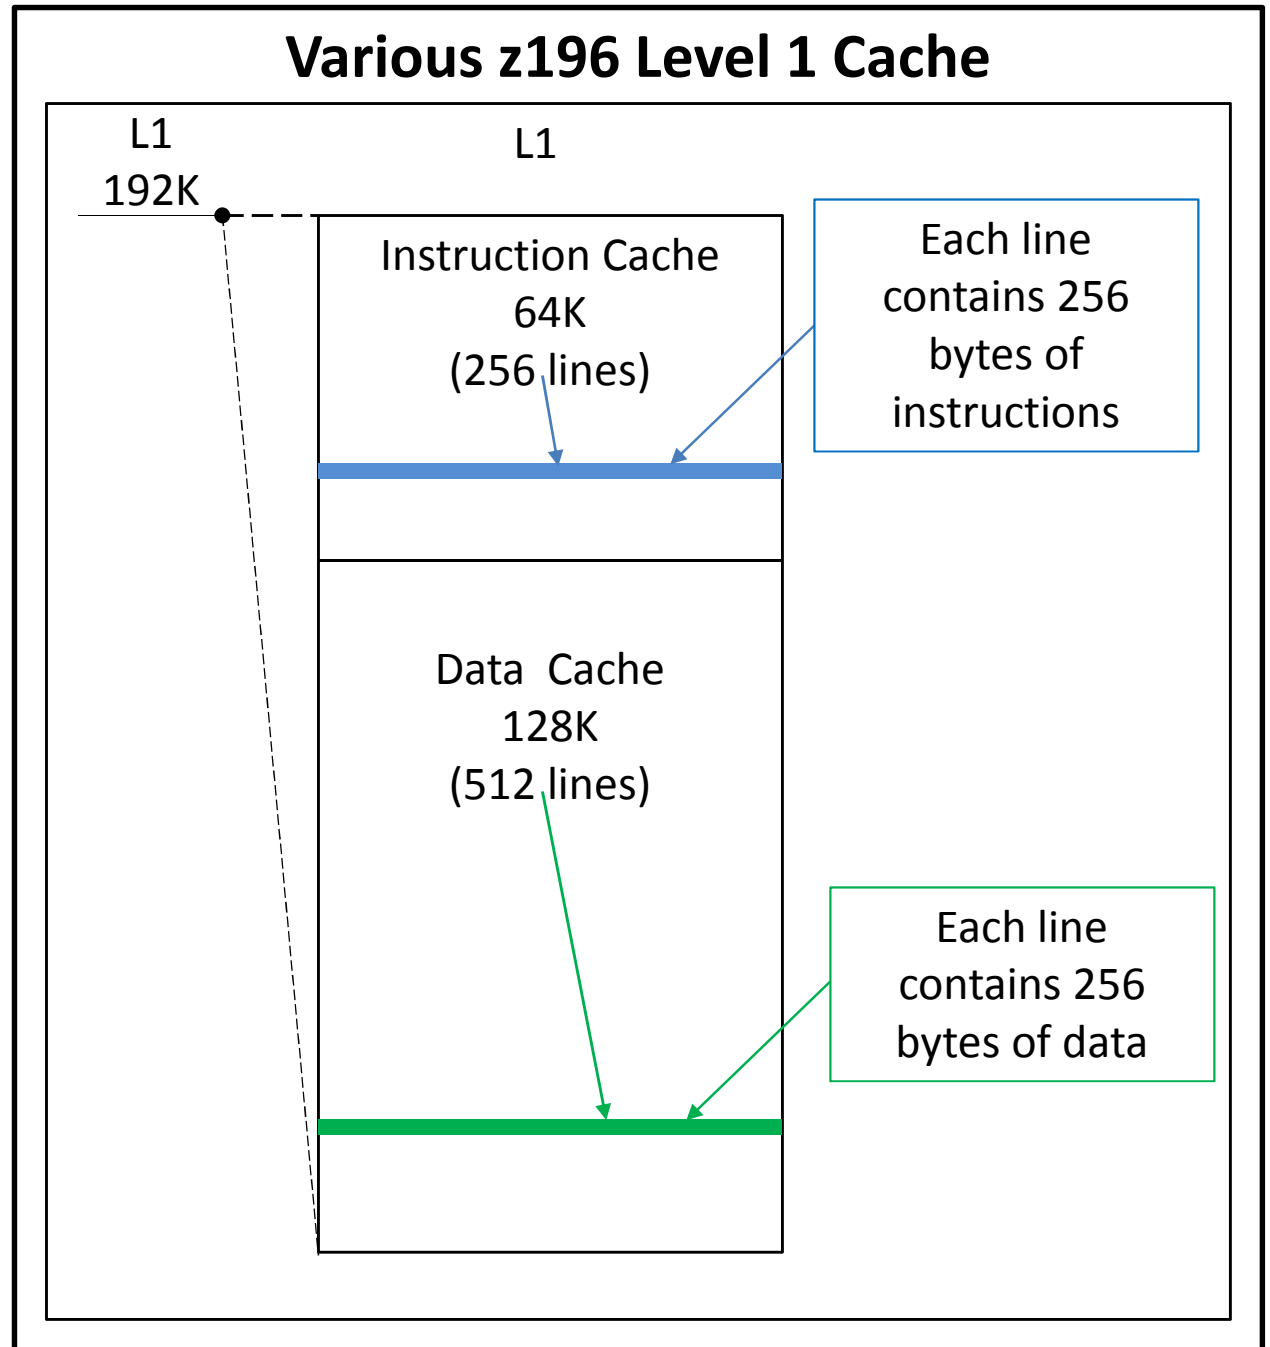 Various z196 Level 1 Cache
L1
192K
L1
Instruction Cache
64K
(256 lines)
Each line
contains 256
bytes of
instructions
Data Cache
128K
(512 lines)
Each line
contains 256
bytes of data